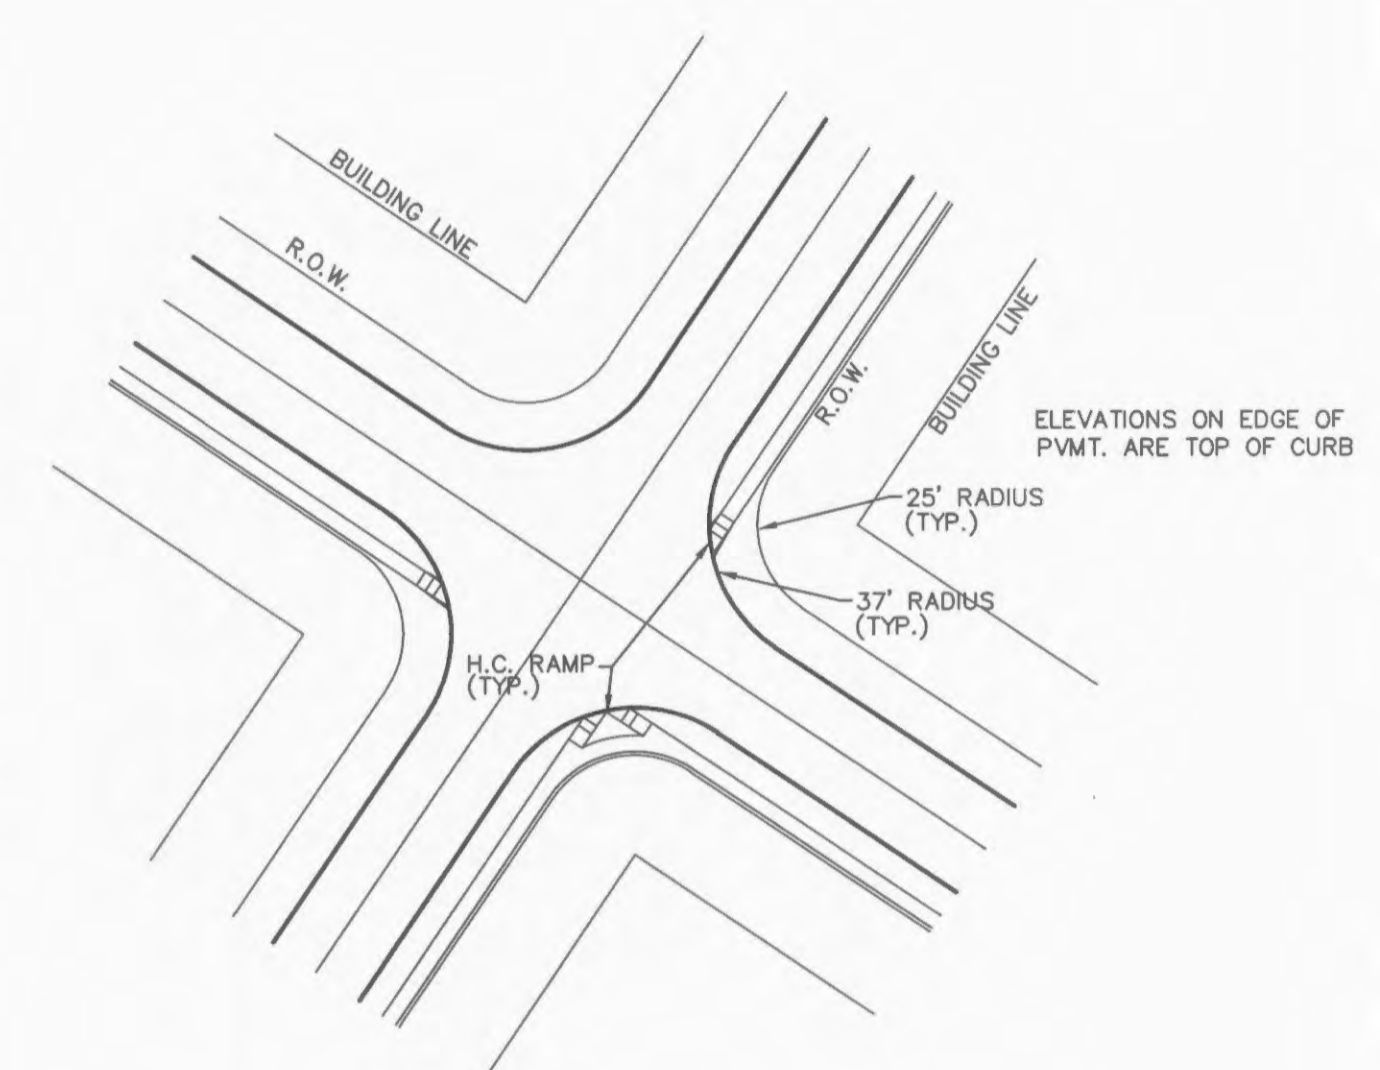 BUILDING LINE
R.O.W.
BUILDING LINE
R.O.W.
ELEVATIONS ON EDGE OF
PVMT. ARE TOP OF CURB
25' RADIUS
(TYP.)
37' RADIUS
(TYP.)
H.C. RAMP
(TYP.)